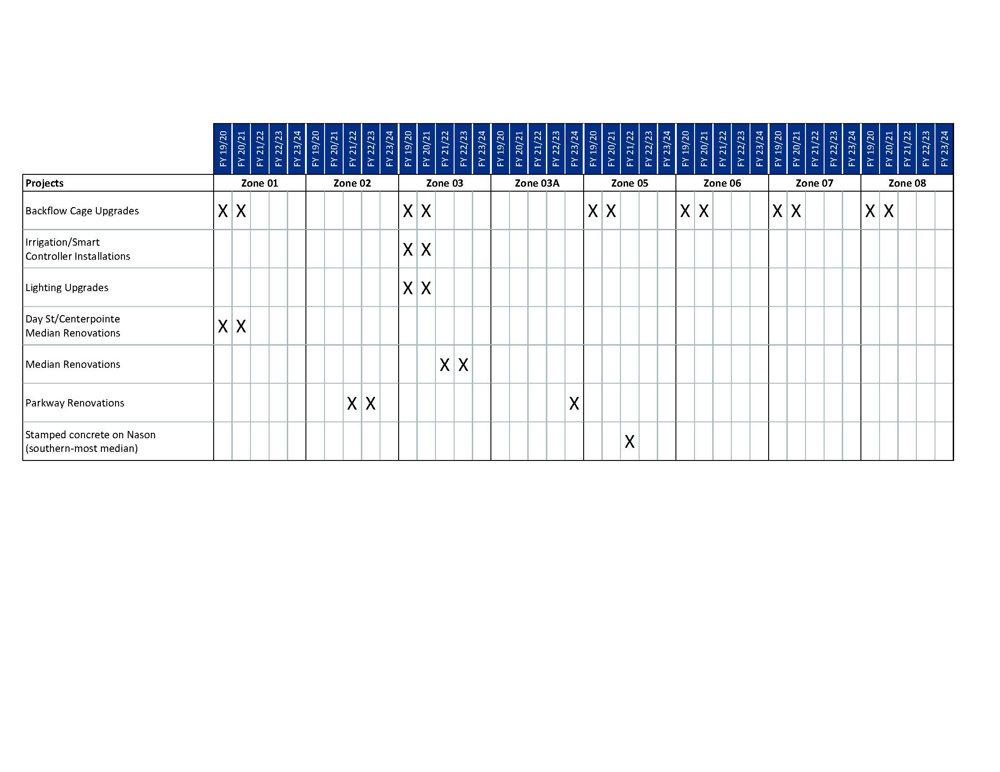 FY 19/20 FY 20/21 FY 21/22 FY 22/23 FY 23/24 FY 19/20 FY 20/21 FY 21/22 FY 22/23 FY 23/24 FY 19/20 FY 20/21 FY 21/22 FY 22/23 FY 23/24 FY 19/20 FY 20/21 FY 21/22 FY 22/23 FY 23/24 FY 19/20 FY 20/21 FY 21/22 FY 22/23 FY 23/24 FY 19/20 FY 20/21 FY 21/22 FY 22/23 FY 23/24 FY 19/20 FY 20/21 FY 21/22 FY 22/23 FY 23/24 FY 19/20 FY 20/21 FY 21/22 FY 22/23 FY 23/24
Projects Zone 01 Zone 02 Zone 03 Zone 03A Zone 05 Zone 06 Zone 07 Zone 08
Backflow Cage Upgrades X X X X X X X X X X X X
Irrigation/Smart
Controller Installations X X
Lighting Upgrades X X
Day St/Centerpointe
Median Renovations X X
Median Renovations X X
Parkway Renovations X X X
Stamped concrete on Nason
(southern-most median) X